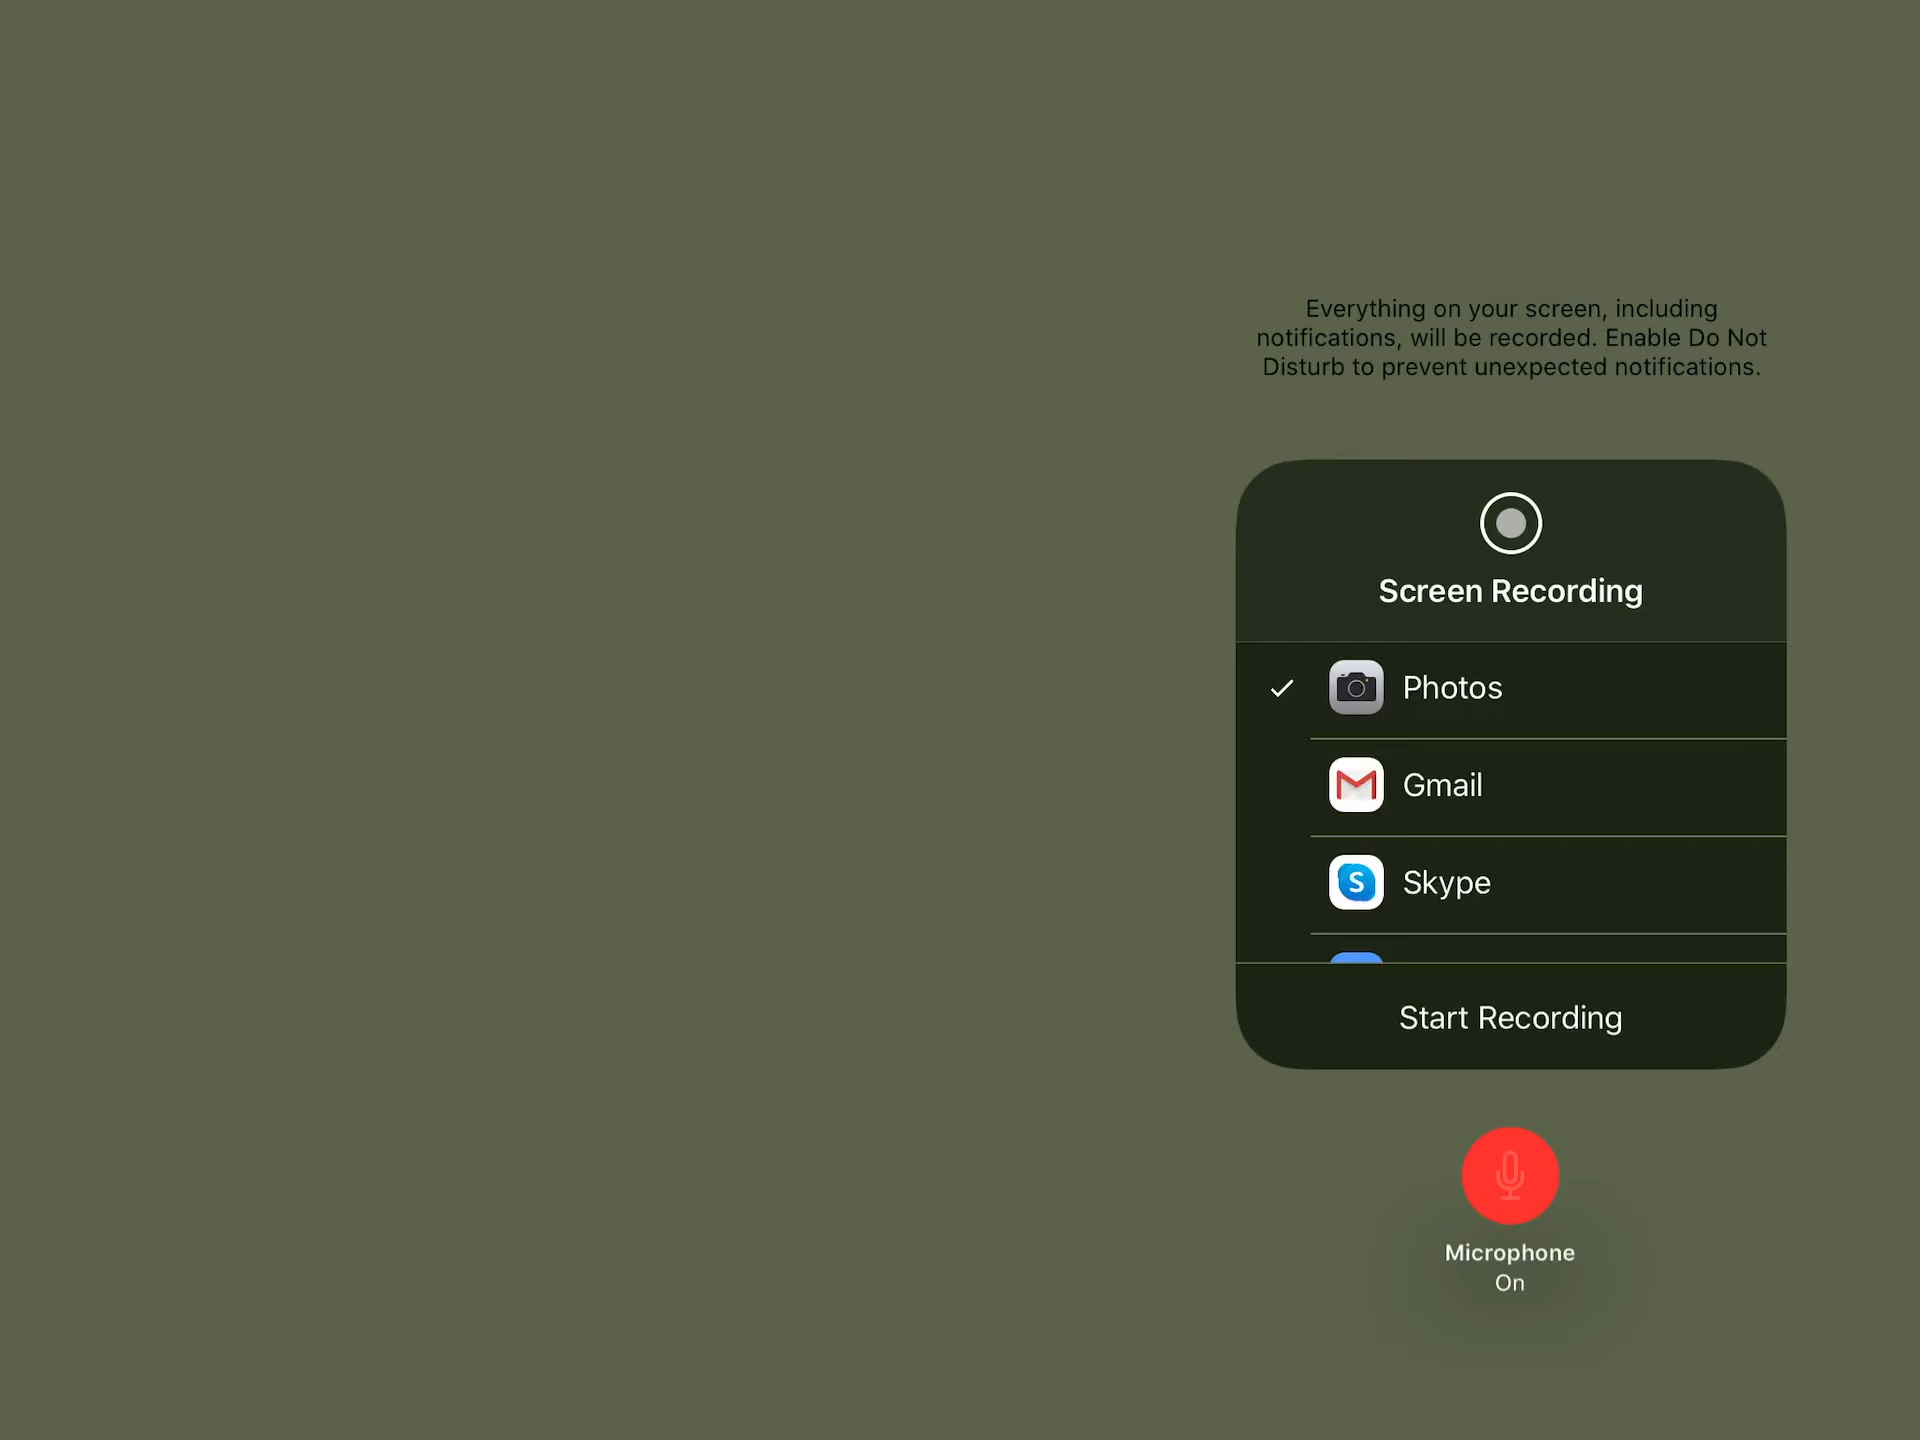 Everything on your screen, including
notifications, will be recorded. Enable Do Not
Disturb to prevent unexpected notifications.
Screen Recording
Photos
Gmail
Skype
Start Recording
Microphone
On